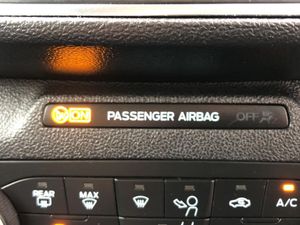 ON PASSENGER AIRBAG OFF
REAR MAX A/C